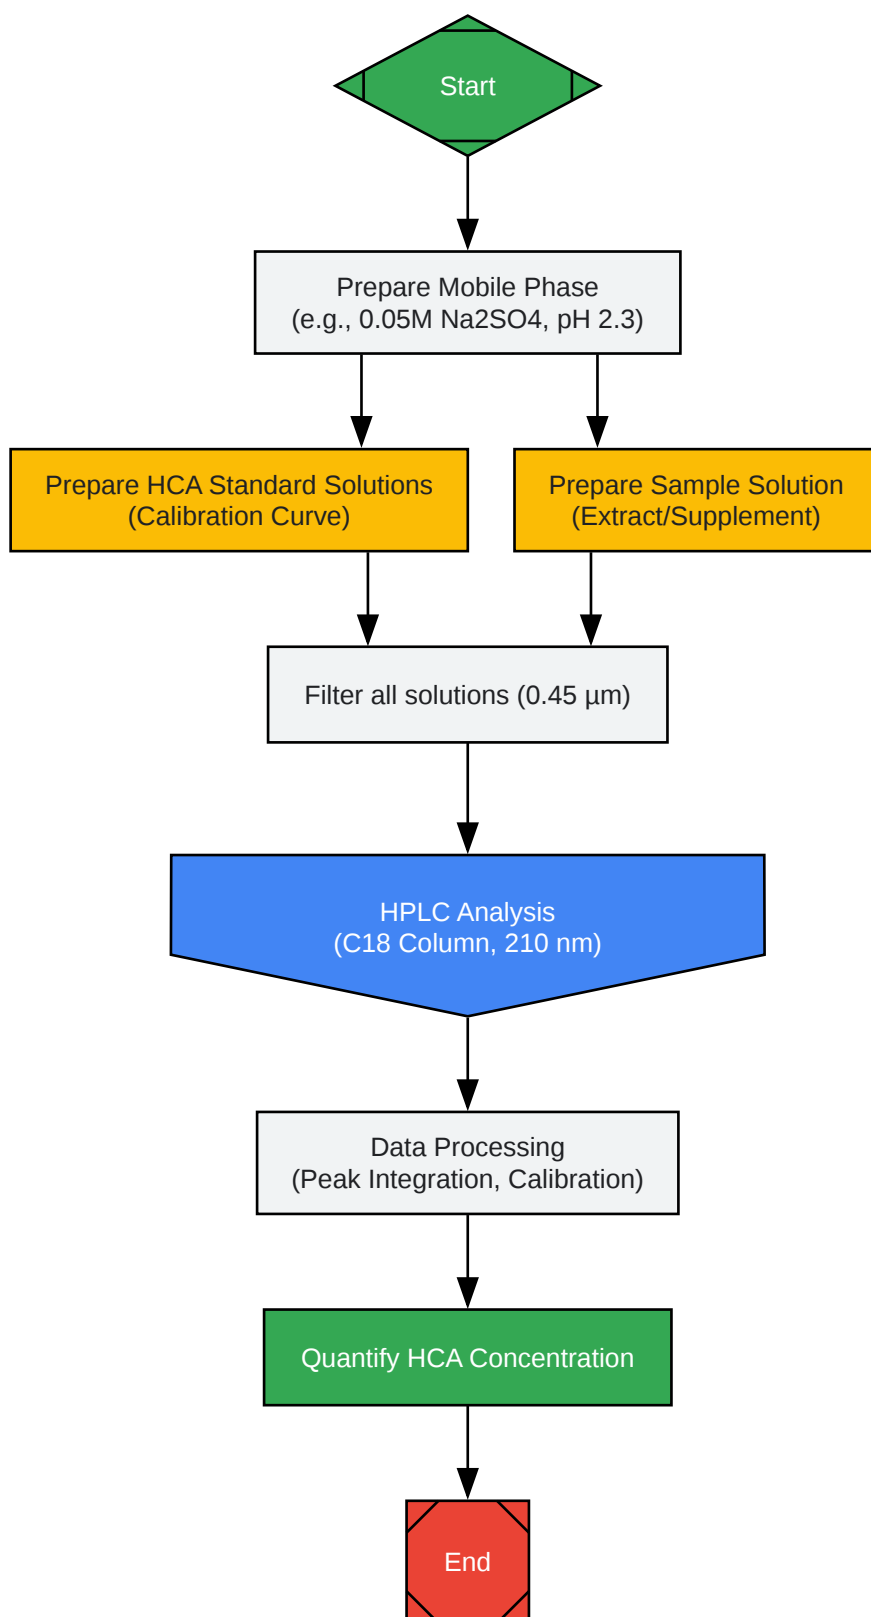 Start
Prepare Mobile Phase
(e.g., 0.05M Na2SO4, pH 2.3)
Prepare HCA Standard Solutions
(Calibration Curve)
Prepare Sample Solution
(Extract/Supplement)
Filter all solutions (0.45 µm)
HPLC Analysis
(C18 Column, 210 nm)
Data Processing
(Peak Integration, Calibration)
Quantify HCA Concentration
End